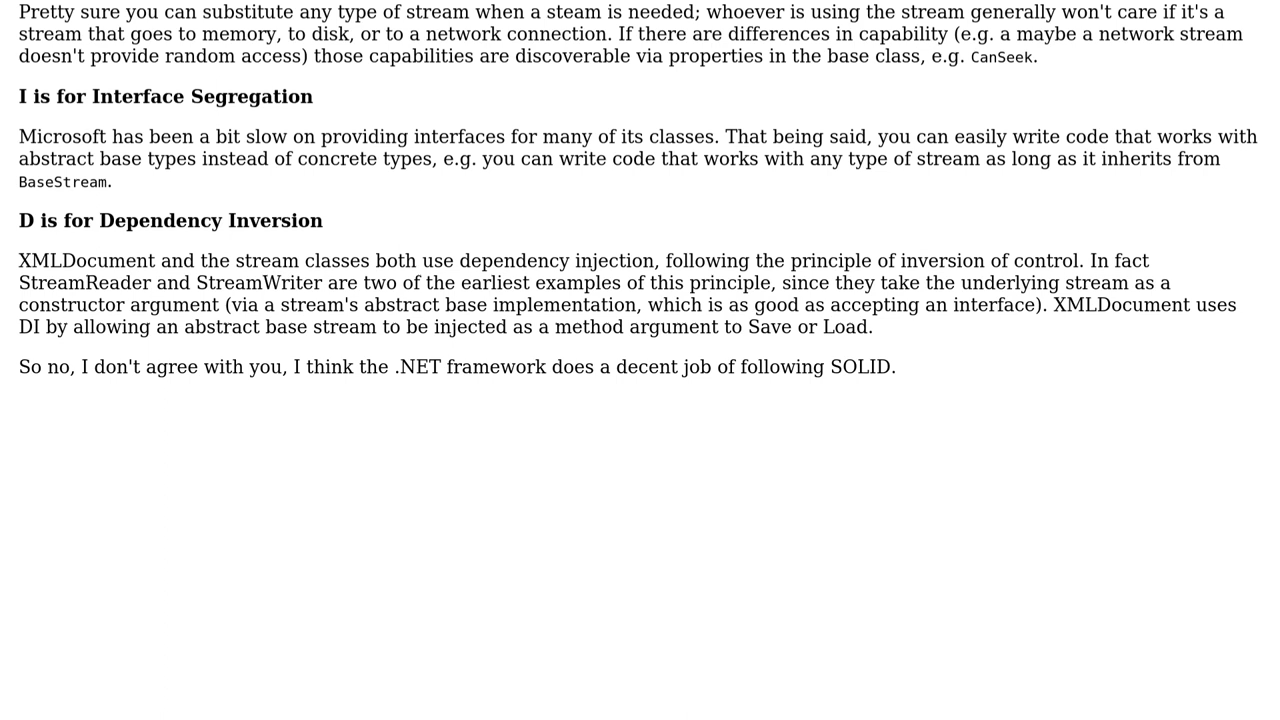 Pretty sure you can substitute any type of stream when a steam is needed; whoever is using the stream generally won't care if it's a
stream that goes to memory, to disk, or to a network connection. If there are differences in capability (e.g. a maybe a network stream
doesn't provide random access) those capabilities are discoverable via properties in the base class, e.g. CanSeek.
I is for Interface Segregation
Microsoft has been a bit slow on providing interfaces for many of its classes. That being said, you can easily write code that works with
abstract base types instead of concrete types, e.g. you can write code that works with any type of stream as long as it inherits from
BaseStream.
D is for Dependency Inversion
XMLDocument and the stream classes both use dependency injection, following the principle of inversion of control. In fact
StreamReader and StreamWriter are two of the earliest examples of this principle, since they take the underlying stream as a
constructor argument (via a stream's abstract base implementation, which is as good as accepting an interface). XMLDocument uses
DI by allowing an abstract base stream to be injected as a method argument to Save or Load.
So no, I don't agree with you, I think the .NET framework does a decent job of following SOLID.